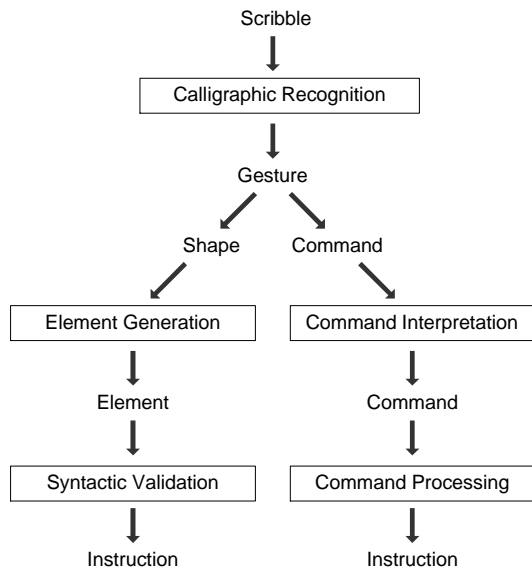 Scribble
Calligraphic Recognition
Gesture
Shape
Command
Element Generation
Command Interpretation
Element
Command
Syntactic Validation
Command Processing
Instruction
Instruction